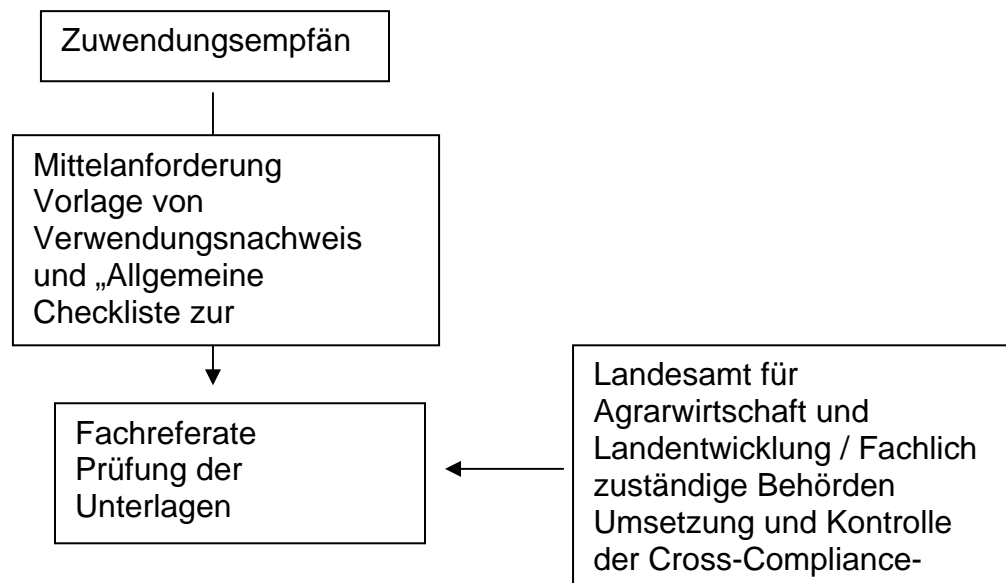 Zuwendungsempfän
Mittelanforderung
Vorlage von
Verwendungsnachweis
und „Allgemeine
Checkliste zur
Fachreferate
Prüfung der
Unterlagen
Landesamt für
Agrarwirtschaft und
Landentwicklung / Fachlich
zuständige Behörden
Umsetzung und Kontrolle
der Cross-Compliance-